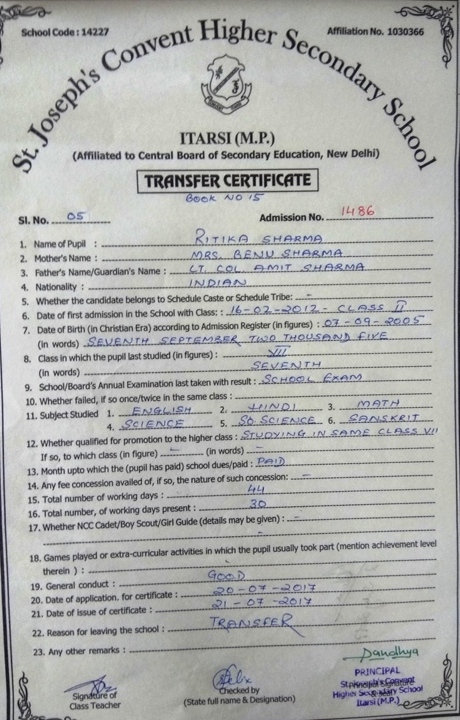 School Code : 14227
Affiliation No. 1030366
St. Joseph's Convent Higher Secondary School
ITARSI (M.P.)
(Affiliated to Central Board of Secondary Education, New Delhi)
TRANSFER CERTIFICATE
BOOK NO 15
Sl. No. 05 Admission No. 1486
1. Name of Pupil : RITIKA SHARMA
2. Mother's Name : MRS. BENU SHARMA
3. Father's Name/Guardian's Name : LT. COL. AMIT SHARMA
4. Nationality : INDIAN
5. Whether the candidate belongs to Schedule Caste or Schedule Tribe: -
6. Date of first admission in the School with Class : 16-02-2012 - CLASS II
7. Date of Birth (in Christian Era) according to Admission Register (in figures) : 07-09-2005
(in words) SEVENTH SEPTEMBER TWO THOUSAND FIVE
8. Class in which the pupil last studied (in figures) : VII
(in words) SEVENTH
9. School/Board's Annual Examination last taken with result : SCHOOL EXAM
10. Whether failed, if so once/twice in the same class : -
11. Subject Studied 1. ENGLISH 2. HINDI 3. MATH
4. SCIENCE 5. SO. SCIENCE 6. SANSKRIT
12. Whether qualified for promotion to the higher class : STUDYING IN SAME CLASS VII
If so, to which class (in figure) - (in words) -
13. Month upto which the (pupil has paid) school dues/paid : PAID
14. Any fee concession availed of, if so, the nature of such concession: -
15. Total number of working days : 44
16. Total number, of working days present : 30
17. Whether NCC Cadet/Boy Scout/Girl Guide (details may be given) : -
18. Games played or extra-curricular activities in which the pupil usually took part (mention achievement level
therein ) : -
19. General conduct : GOOD
20. Date of application. for certificate : 20-07-2017
21. Date of issue of certificate : 21-07-2017
22. Reason for leaving the school : TRANSFER
23. Any other remarks :
Signature of
Class Teacher
Checked by
(State full name & Designation)
PRINCIPAL
St. Joseph's Convent
Higher Secondary School
Itarsi (M.P.)